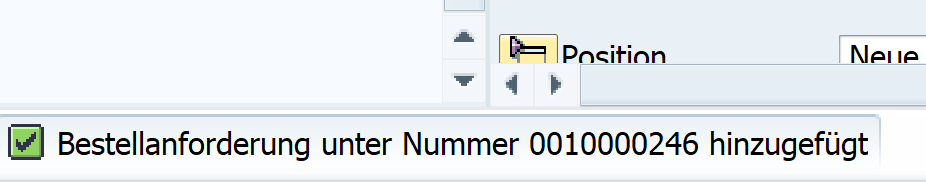 Position Neue
Bestellanforderung unter Nummer 0010000246 hinzugefügt